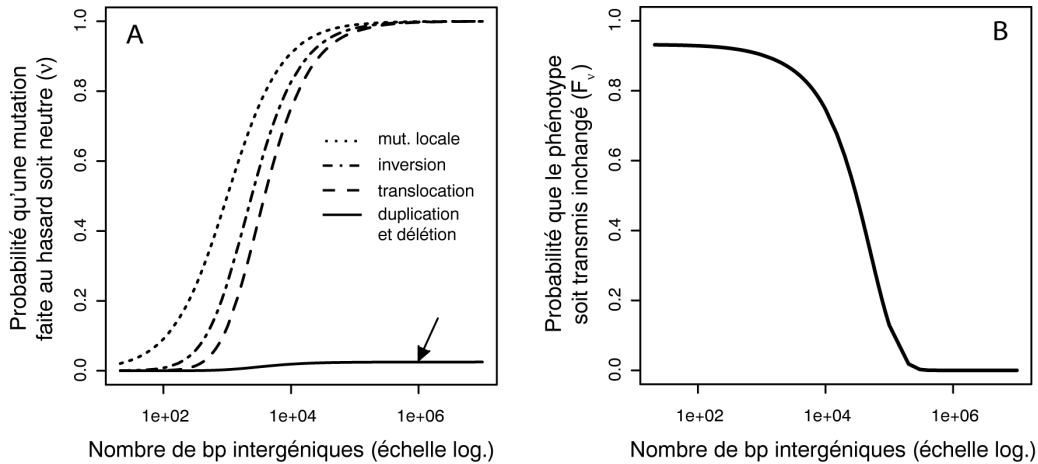 A
Probabilité qu'une mutation
faite au hasard soit neutre (ν)
1.0
0.8
0.6
0.4
0.2
0.0
mut. locale
inversion
translocation
duplication
et délétion
1e+02
1e+04
1e+06
Nombre de bp intergéniques (échelle log.)
B
Probabilité que le phénotype
soit transmis inchangé (Fν)
1.0
0.8
0.6
0.4
0.2
0.0
1e+02
1e+04
1e+06
Nombre de bp intergéniques (échelle log.)